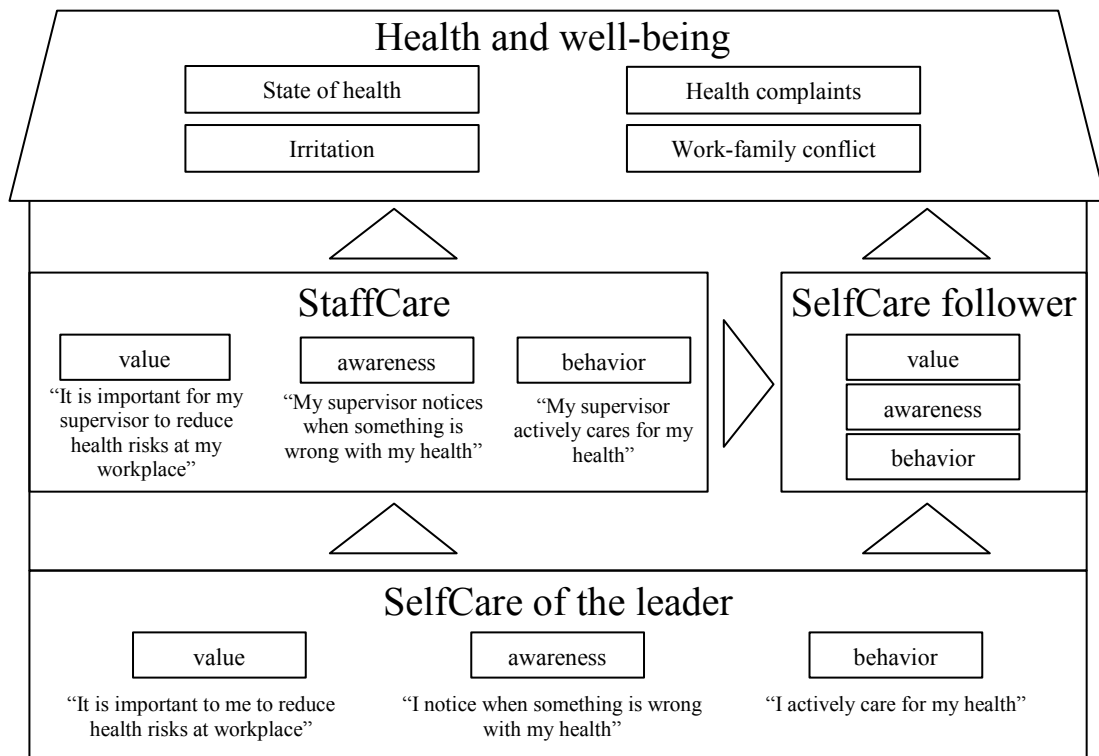 Health and well-being
State of health
Health complaints
Irritation
Work-family conflict
StaffCare
value
“It is important for my
supervisor to reduce
health risks at my
workplace”
awareness
“My supervisor notices
when something is
wrong with my health”
behavior
“My supervisor
actively cares for my
health”
SelfCare follower
value
awareness
behavior
SelfCare of the leader
value
“It is important to me to reduce
health risks at workplace”
awareness
“I notice when something is wrong
with my health”
behavior
“I actively care for my health”